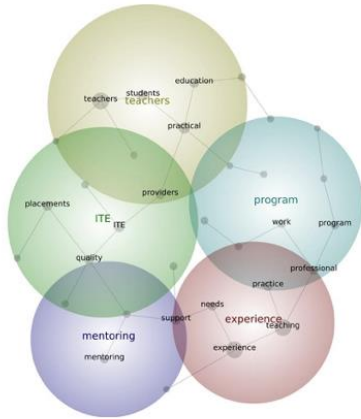 education
students
teachers
teachers
practical
providers
placements
ITE
ITE
program
work
program
quality
professional
practice
needs
support
experience
teaching
mentoring
experience
mentoring